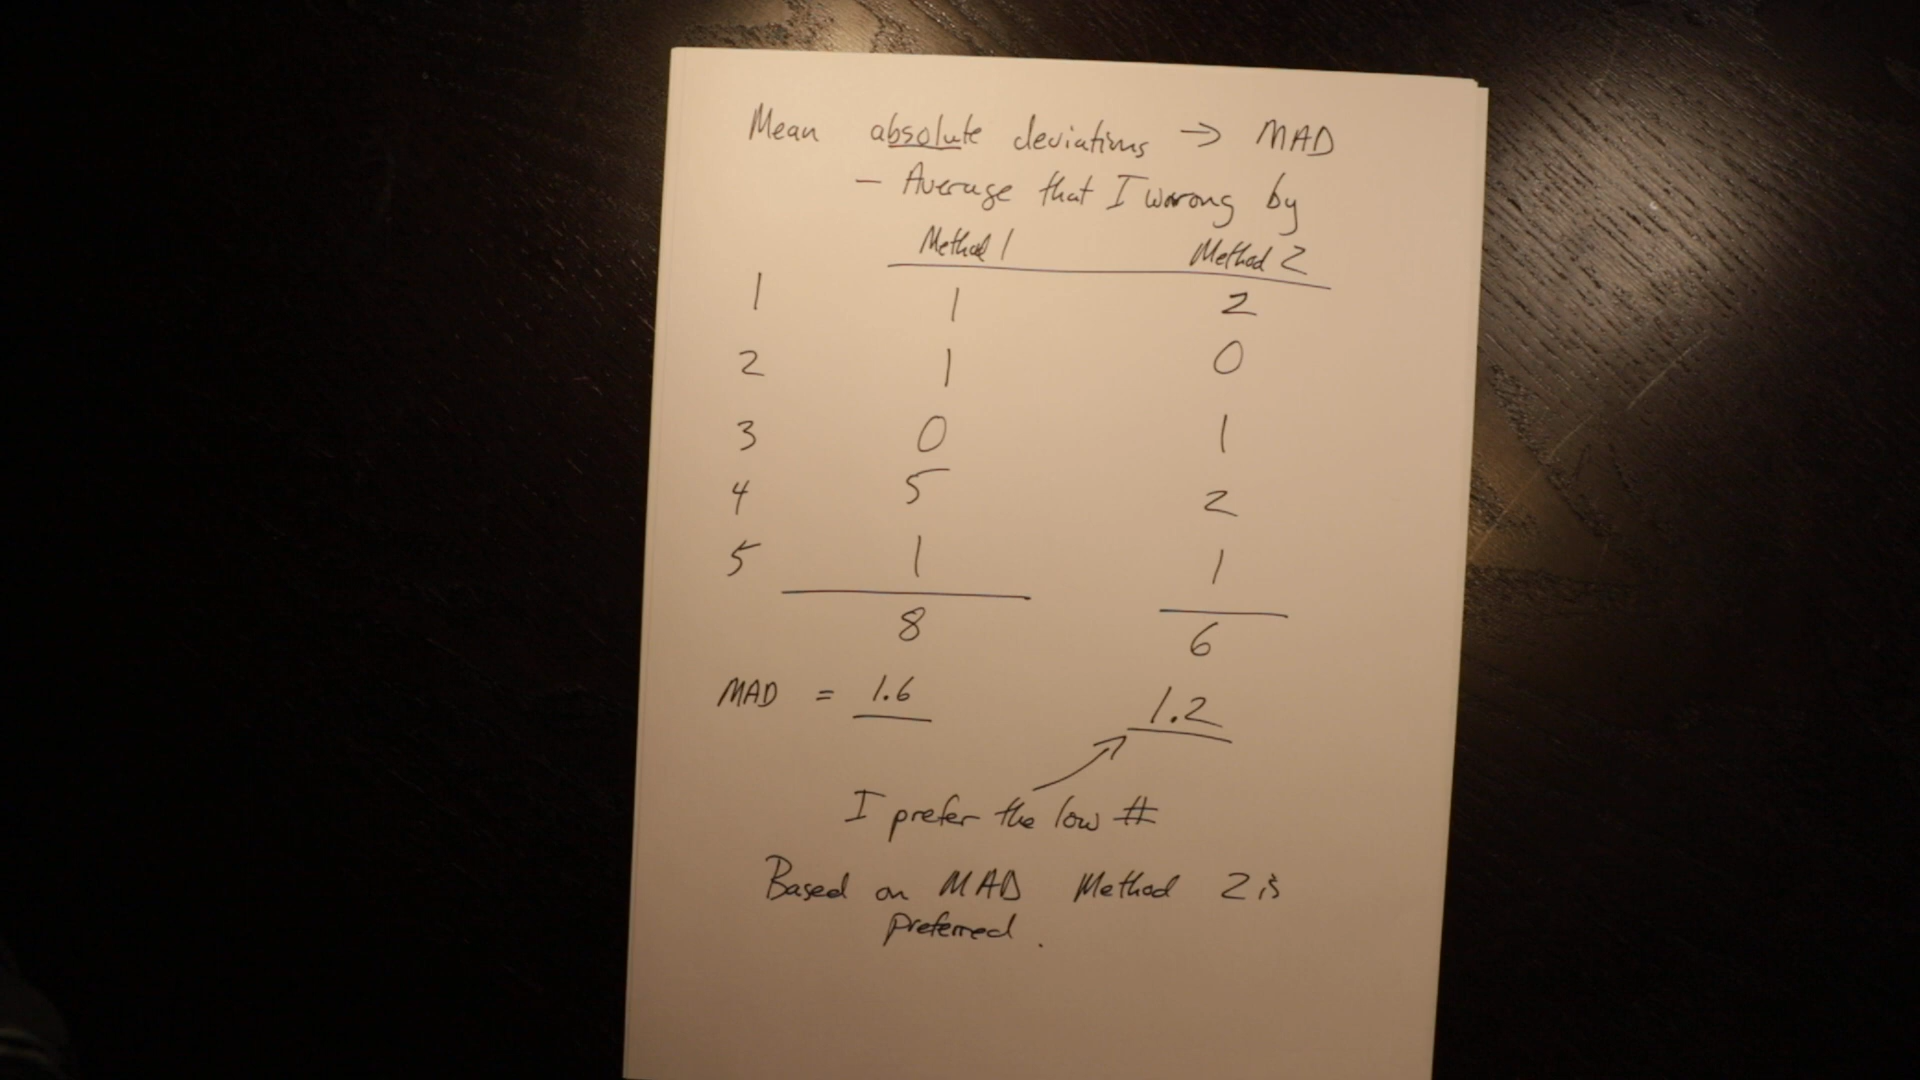 Mean absolute deviations → MAD
- Average that I wrong by
Method 1 Method 2
1 1 2
2 1 0
3 0 1
4 5 2
5 1 1
8 6
MAD = 1.6 1.2
I prefer the low #
Based on MAD Method 2 is
preferred.